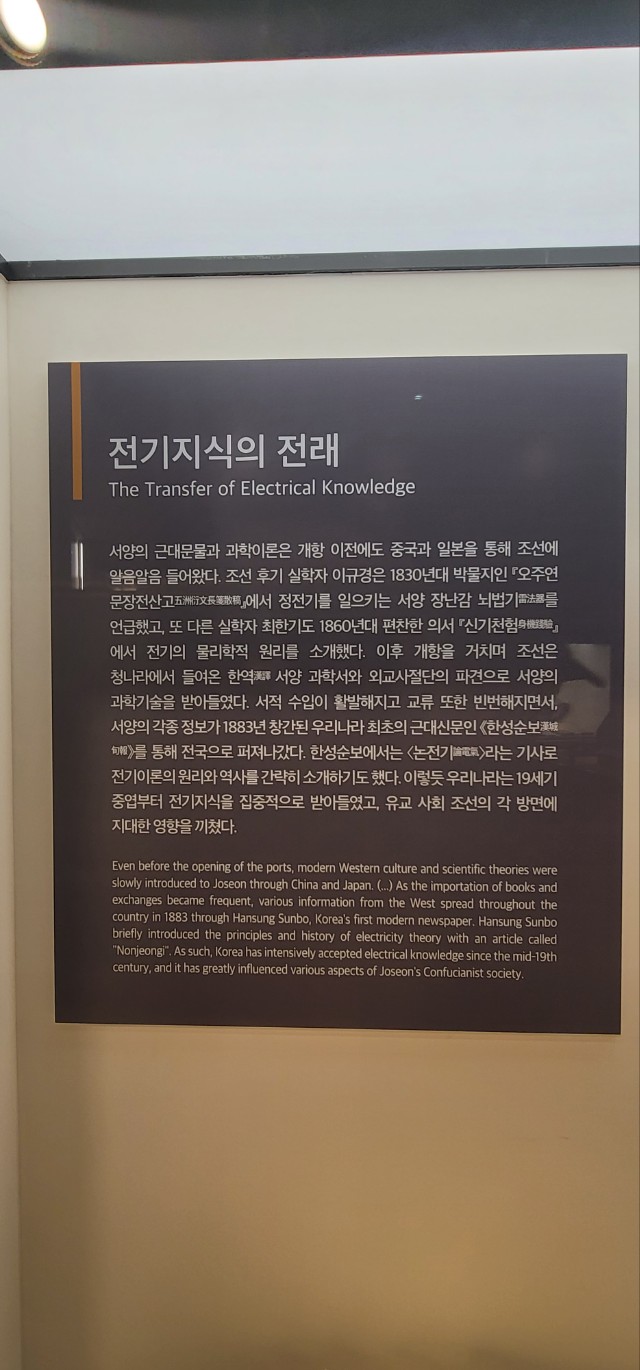 전기지식의 전래
The Transfer of Electrical Knowledge
서양의 근대문물과 과학이론은 개항 이전에도 중국과 일본을 통해 조선에
알음알음 들어왔다. 조선 후기 실학자 이규경은 1830년대 박물지인 『오주연
문장전산고五洲衍文長箋散稿』에서 정전기를 일으키는 서양 장난감 뇌법기雷法器를
언급했고, 또 다른 실학자 최한기도 1860년대 편찬한 의서 『신기천험身機踐驗』
에서 전기의 물리학적 원리를 소개했다. 이후 개항을 거치며 조선은
청나라에서 들여온 한역漢譯 서양 과학서와 외교사절단의 파견으로 서양의
과학기술을 받아들였다. 서적 수입이 활발해지고 교류 또한 빈번해지면서,
서양의 각종 정보가 1883년 창간된 우리나라 최초의 근대신문인 《한성순보漢城
旬報》를 통해 전국으로 퍼져나갔다. 한성순보에서는 〈논전기論電氣〉라는 기사로
전기이론의 원리와 역사를 간략히 소개하기도 했다. 이렇듯 우리나라는 19세기
중엽부터 전기지식을 집중적으로 받아들였고, 유교 사회 조선의 각 방면에
지대한 영향을 끼쳤다.
Even before the opening of the ports, modern Western culture and scientific theories were
slowly introduced to Joseon through China and Japan. (...) As the importation of books and
exchanges became frequent, various information from the West spread throughout the
country in 1883 through Hansung Sunbo, Korea's first modern newspaper. Hansung Sunbo
briefly introduced the principles and history of electricity theory with an article called
"Nonjeongi". As such, Korea has intensively accepted electrical knowledge since the mid-19th
century, and it has greatly influenced various aspects of Joseon's Confucianist society.